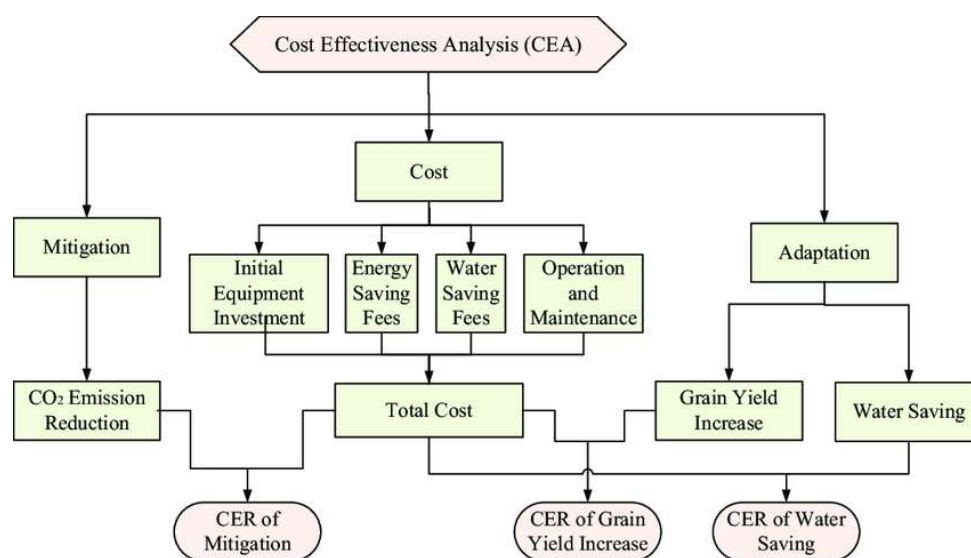 Cost Effectiveness Analysis (CEA)
Cost
Mitigation
Adaptation
Initial
Equipment
Investment
Energy
Saving
Fees
Water
Saving
Fees
Operation
and
Maintenance
CO₂ Emission
Reduction
Total Cost
Grain Yield
Increase
Water Saving
CER of
Mitigation
CER of Grain
Yield Increase
CER of Water
Saving